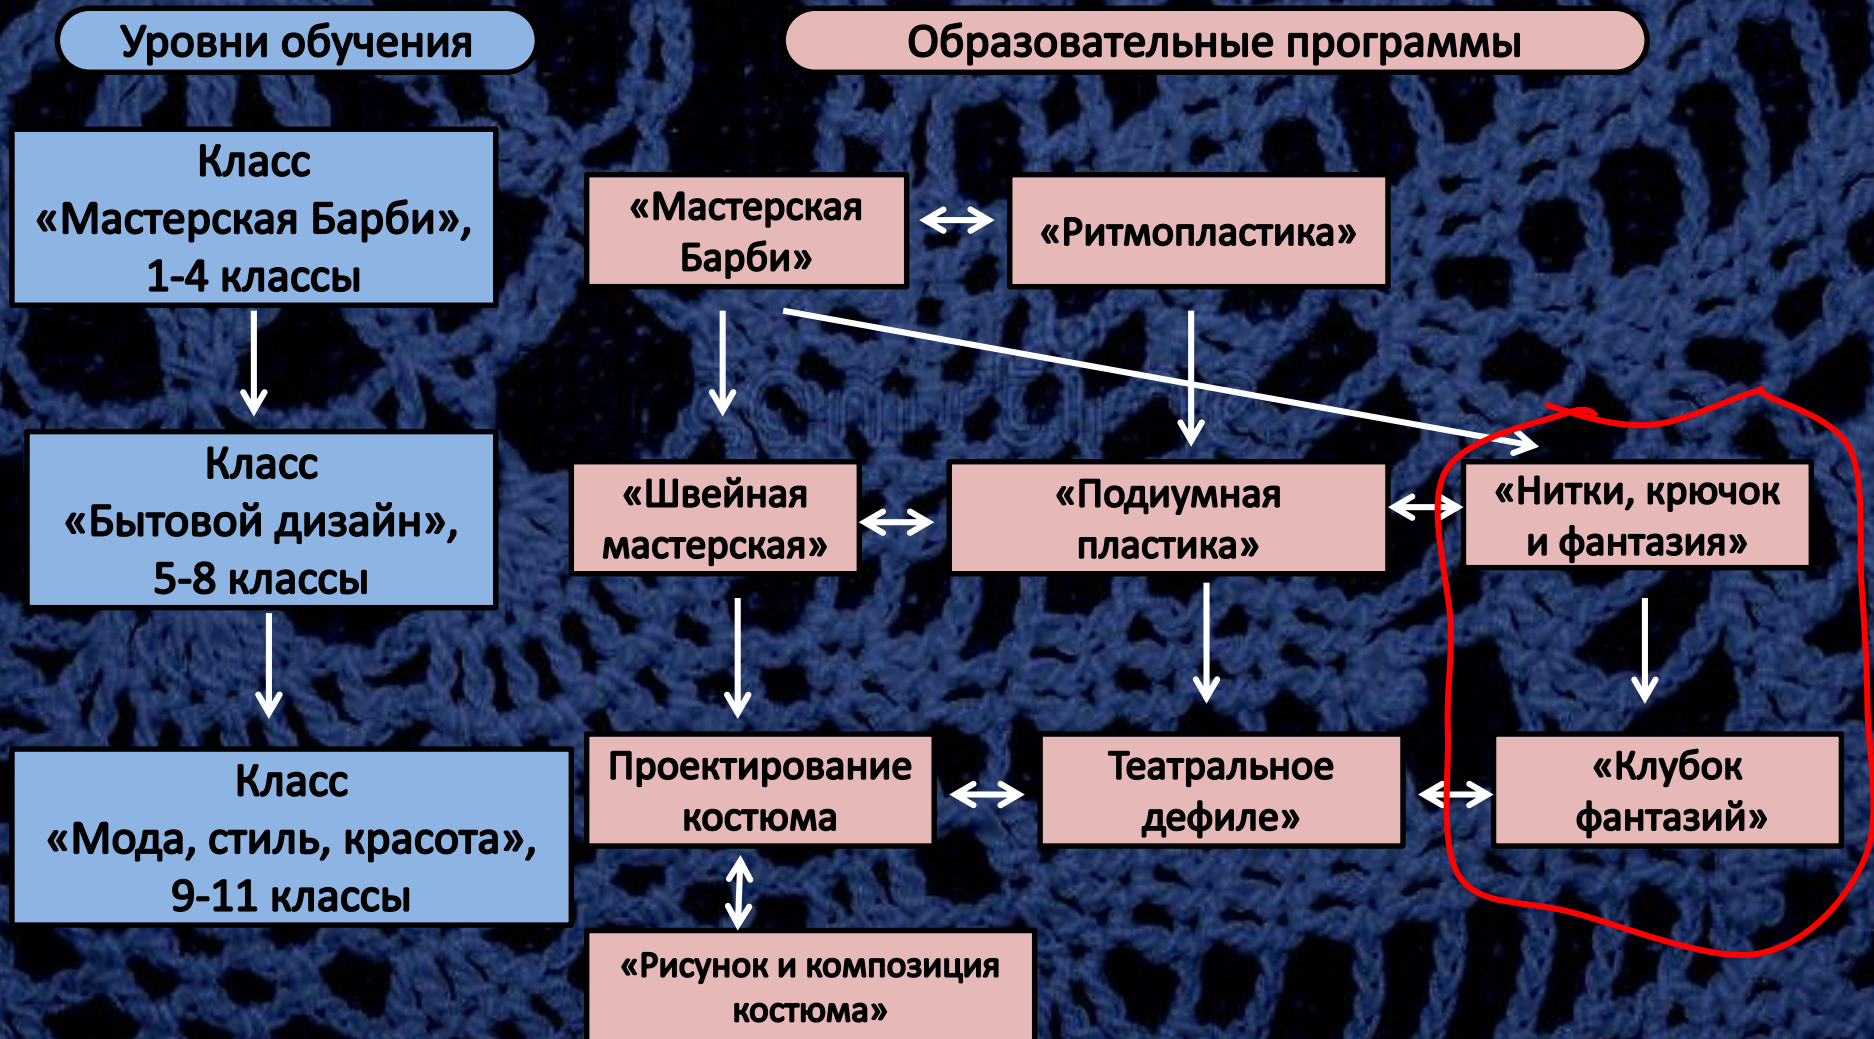 Уровни обучения
Образовательные программы
Класс
«Мастерская Барби»,
1-4 классы
«Мастерская
Барби»
«Ритмопластика»
Класс
«Бытовой дизайн»,
5-8 классы
«Швейная
мастерская»
«Подиумная
пластика»
«Нитки, крючок
и фантазия»
Класс
«Мода, стиль, красота»,
9-11 классы
Проектирование
костюма
Театральное
дефиле»
«Клубок
фантазий»
«Рисунок и композиция
костюма»